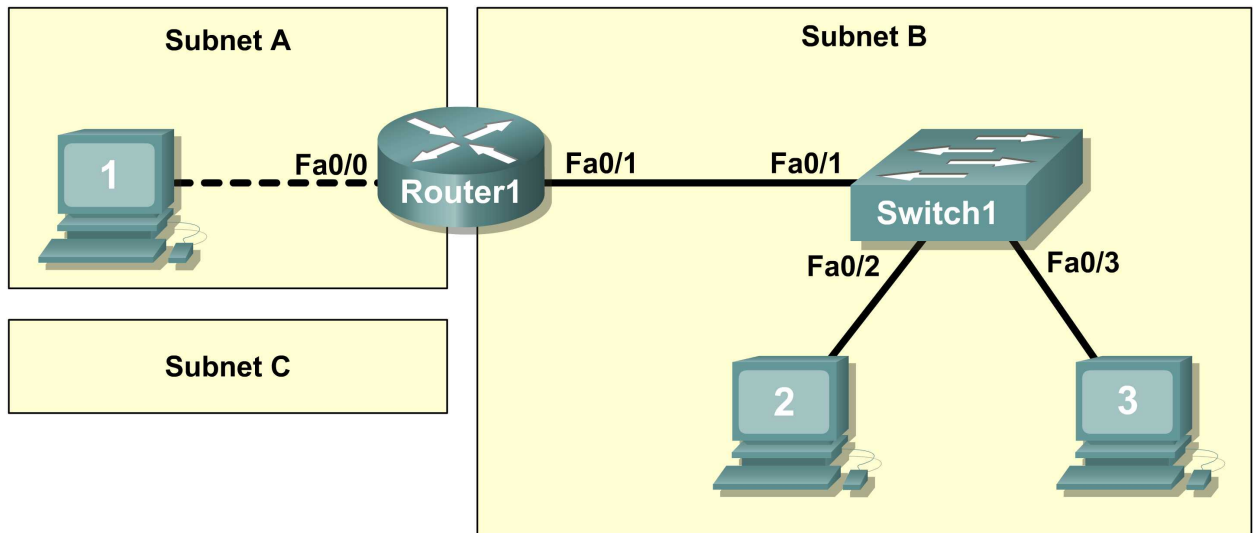 Subnet A
Subnet B
1
Fa0/0
Router1
Fa0/1
Fa0/1
Switch1
Fa0/2
Fa0/3
Subnet C
2
3